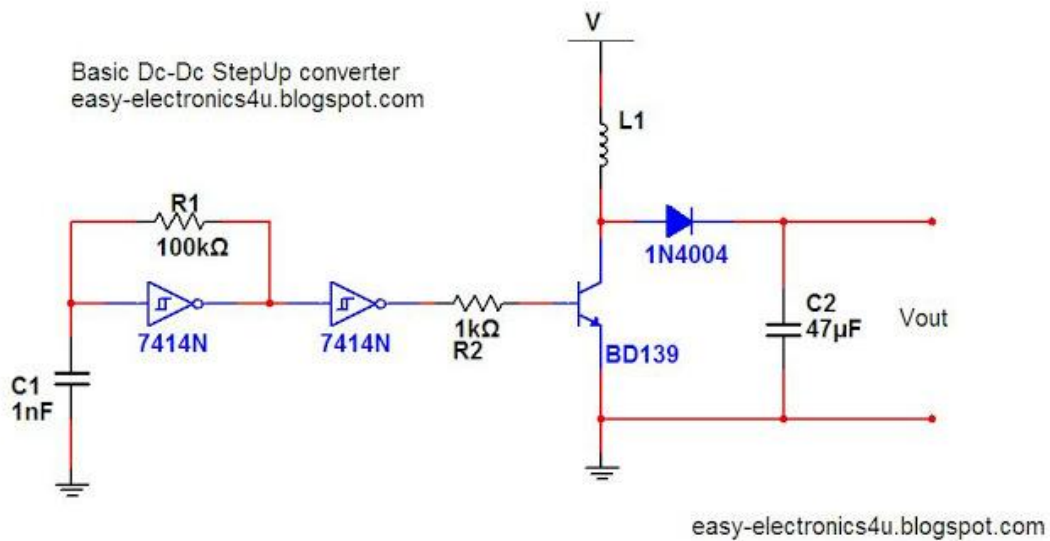 V
Basic Dc-Dc StepUp converter
easy-electronics4u.blogspot.com
L1
R1
100kΩ
1N4004
7414N
7414N
1kΩ
R2
BD139
C2
47µF
Vout
C1
1nF
easy-electronics4u.blogspot.com